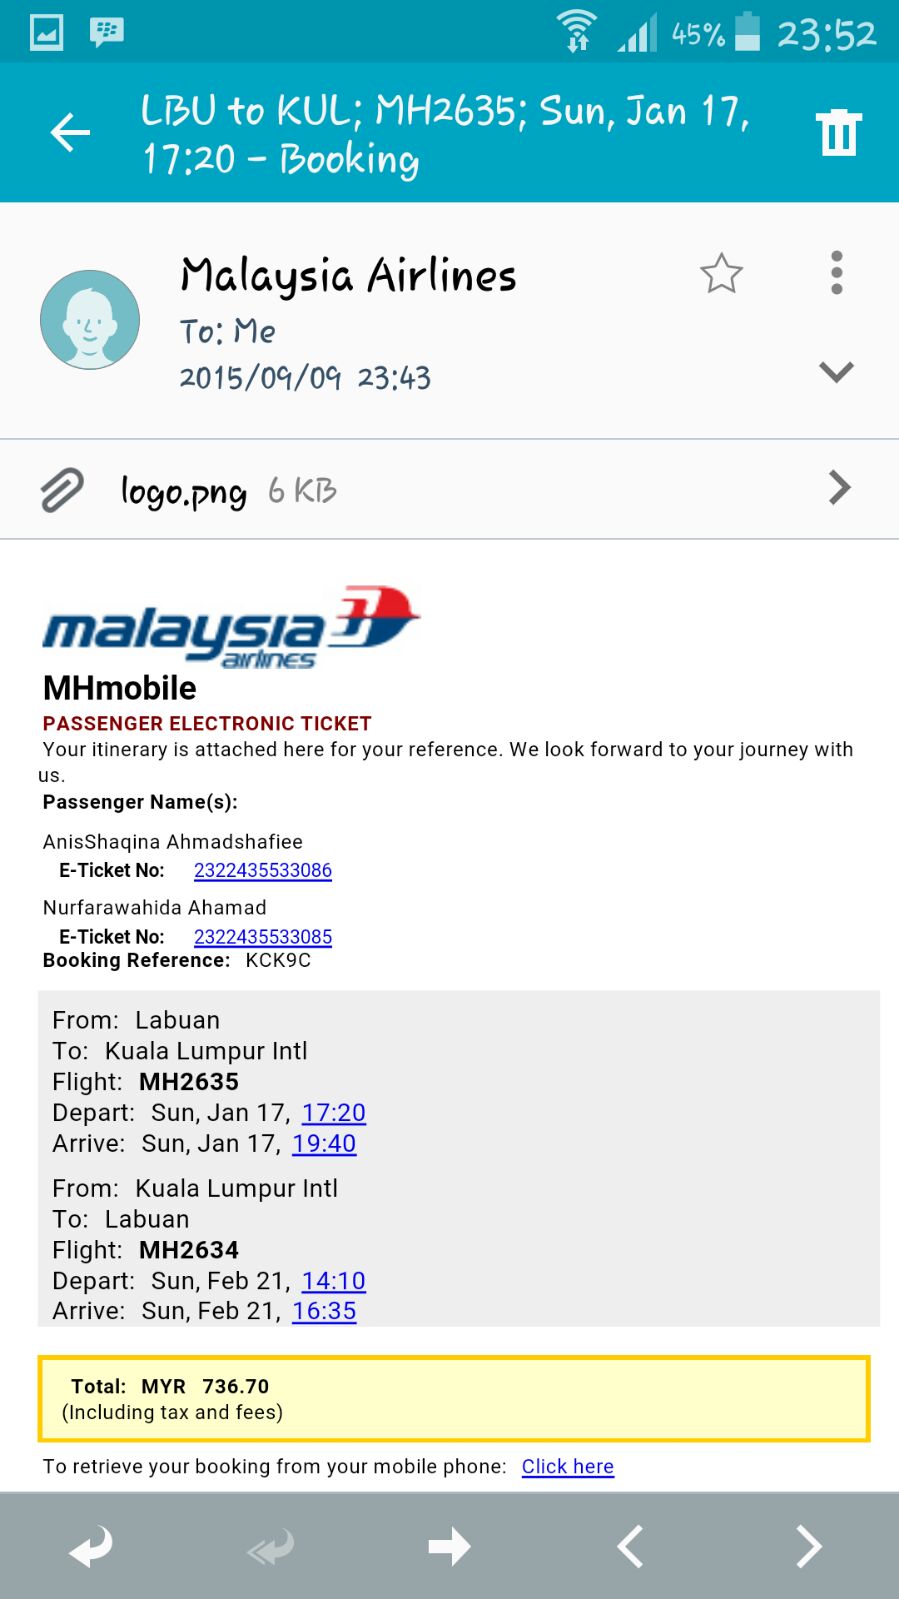 45% 23:52
LBU to KUL; MH2635; Sun, Jan 17,
17:20 - Booking
Malaysia Airlines
To: Me
2015/09/09 23:43
logo.png 6 KB
malaysia
airlines
MHmobile
PASSENGER ELECTRONIC TICKET
Your itinerary is attached here for your reference. We look forward to your journey with
us.
Passenger Name(s):
AnisShaqina Ahmadshafiee
E-Ticket No: 2322435533086
Nurfarawahida Ahamad
E-Ticket No: 2322435533085
Booking Reference: KCK9C
From: Labuan
To: Kuala Lumpur Intl
Flight: MH2635
Depart: Sun, Jan 17, 17:20
Arrive: Sun, Jan 17, 19:40
From: Kuala Lumpur Intl
To: Labuan
Flight: MH2634
Depart: Sun, Feb 21, 14:10
Arrive: Sun, Feb 21, 16:35
Total: MYR 736.70
(Including tax and fees)
To retrieve your booking from your mobile phone: Click here